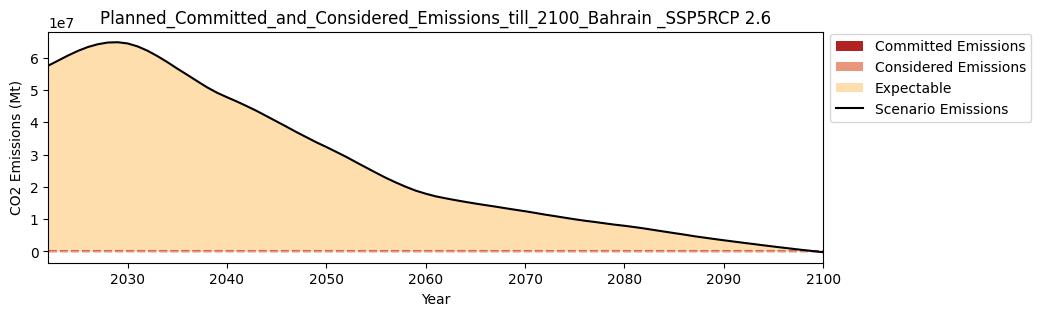 Planned_Committed_and_Considered_Emissions_till_2100_Bahrain _SSP5RCP 2.6
1e7
6
5
4
3
2
1
0
CO2 Emissions (Mt)
2030 2040 2050 2060 2070 2080 2090 2100
Year
Committed Emissions
Considered Emissions
Expectable
Scenario Emissions